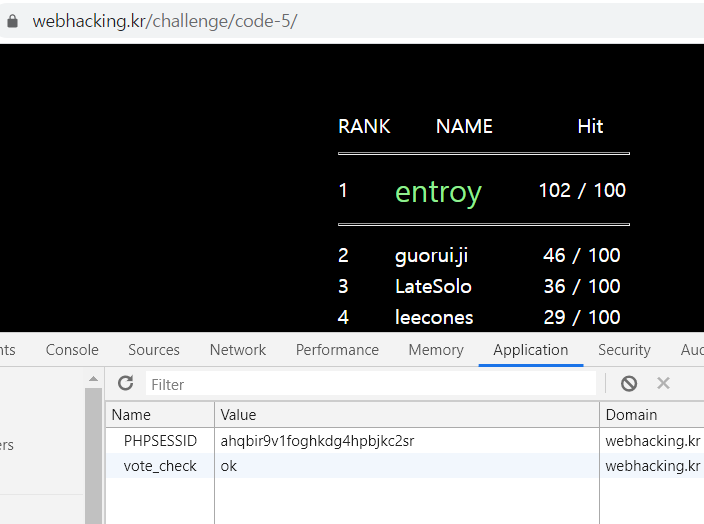 webhacking.kr/challenge/code-5/
RANK NAME Hit
1 entroy 102 / 100
2 guorui.ji 46 / 100
3 LateSolo 36 / 100
4 leecones 29 / 100
nts Console Sources Network Performance Memory Application Security Auc
Filter
Name Value Domain
PHPSESSID ahqbir9v1foghkdg4hpbjkc2sr webhacking.kr
ers
vote_check ok webhacking.kr